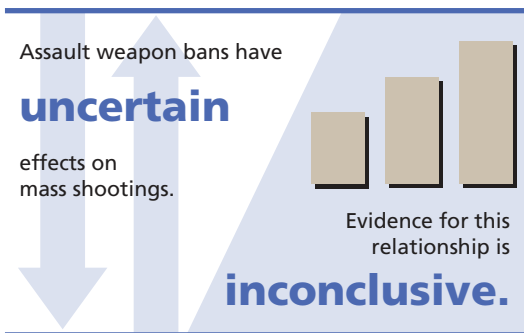 Assault weapon bans have
uncertain
effects on
mass shootings.
Evidence for this
relationship is
inconclusive.